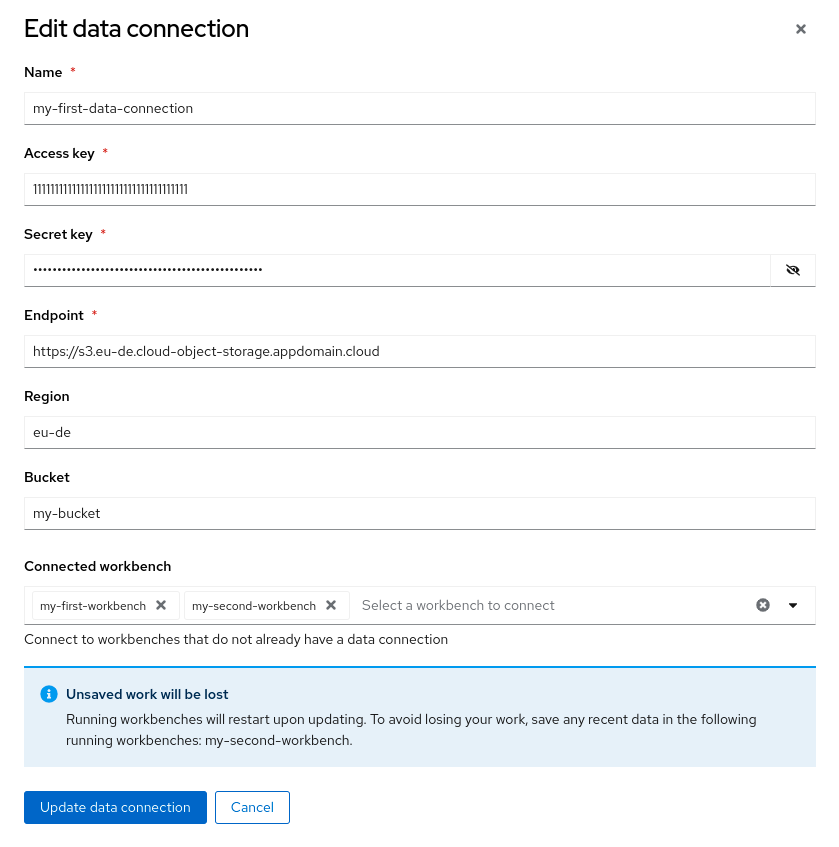 Edit data connection
Name *
my-first-data-connection
Access key *
11111111111111111111111111111111111
Secret key *
••••••••••••••••••••••••••••••••••••••••••••••••
Endpoint *
https://s3.eu-de.cloud-object-storage.appdomain.cloud
Region
eu-de
Bucket
my-bucket
Connected workbench
my-first-workbench my-second-workbench Select a workbench to connect
Connect to workbenches that do not already have a data connection
Unsaved work will be lost
Running workbenches will restart upon updating. To avoid losing your work, save any recent data in the following
running workbenches: my-second-workbench.
Update data connection Cancel